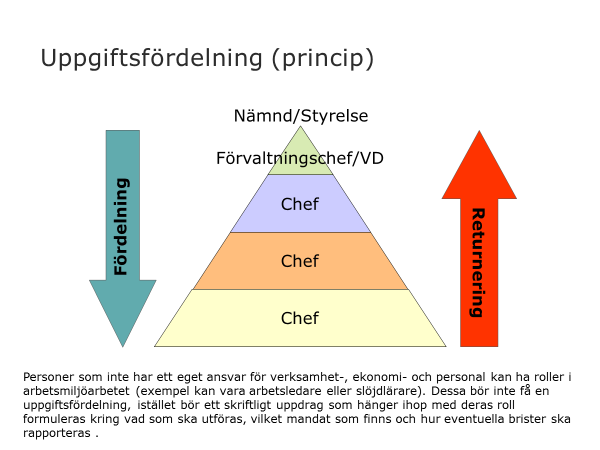 Uppgiftsfördelning (princip)
Nämnd/Styrelse
Förvaltningschef/VD
Chef
Chef
Chef
Fördelning
Returnering
Personer som inte har ett eget ansvar för verksamhet-, ekonomi- och personal kan ha roller i
arbetsmiljöarbetet (exempel kan vara arbetsledare eller slöjdlärare). Dessa bör inte få en
uppgiftsfördelning, istället bör ett skriftligt uppdrag som hänger ihop med deras roll
formuleras kring vad som ska utföras, vilket mandat som finns och hur eventuella brister ska
rapporteras .